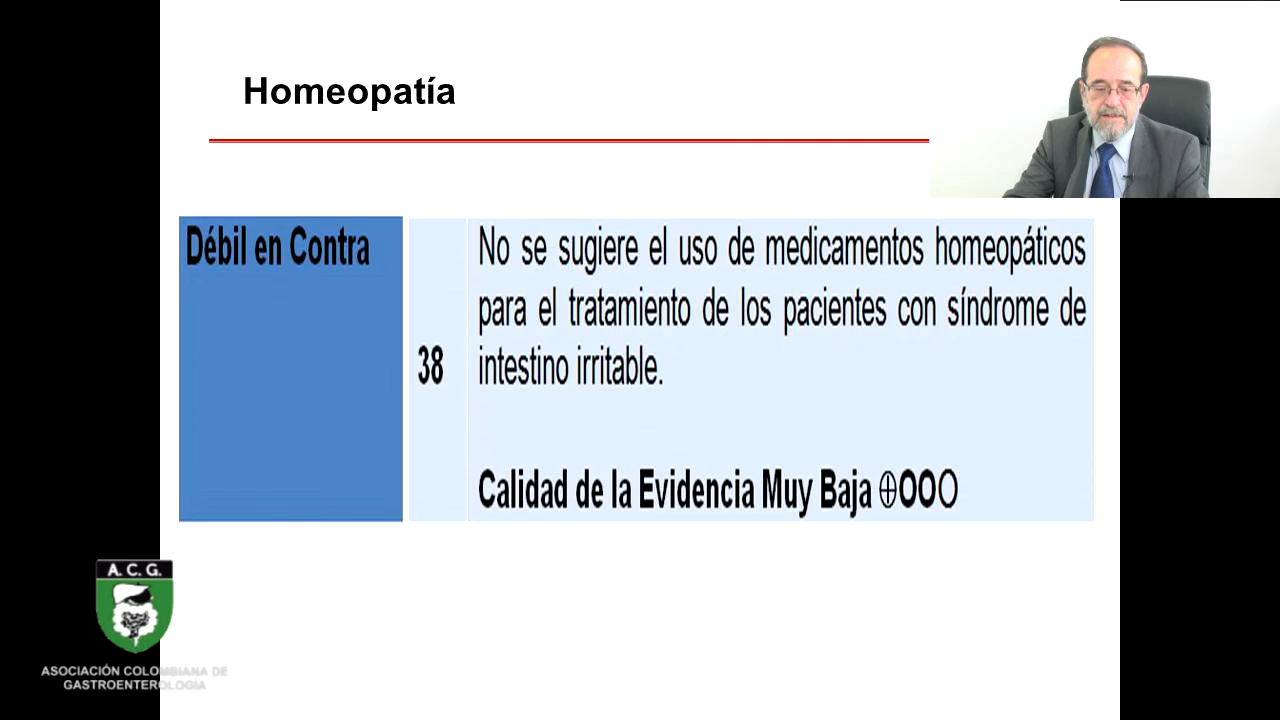 Homeopatía
Débil en Contra
38
No se sugiere el uso de medicamentos homeopáticos
para el tratamiento de los pacientes con síndrome de
intestino irritable.
Calidad de la Evidencia Muy Baja ⊕OOO
A. C. G.
ASOCIACIÓN COLOMBIANA DE
GASTROENTEROLOGIA